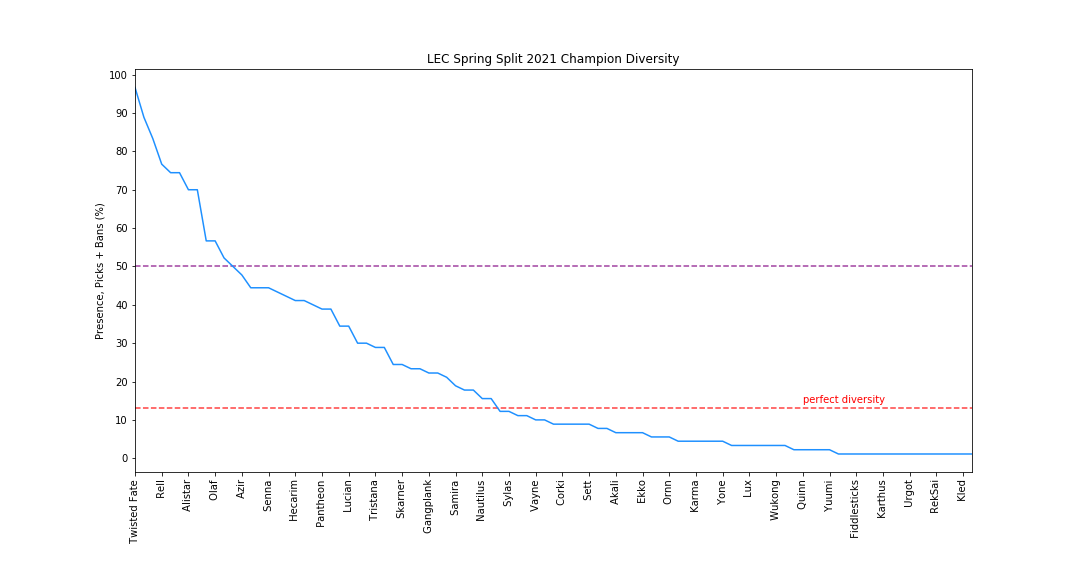 LEC Spring Split 2021 Champion Diversity
Presence, Picks + Bans (%)
100
90
80
70
60
50
40
30
20
10
0
perfect diversity
Twisted Fate
Rell
Alistar
Olaf
Azir
Senna
Hecarim
Pantheon
Lucian
Tristana
Skarner
Gangplank
Samira
Nautilus
Sylas
Vayne
Corki
Sett
Akali
Ekko
Ornn
Karma
Yone
Lux
Wukong
Quinn
Yuumi
Fiddlesticks
Karthus
Urgot
RekSai
Kled